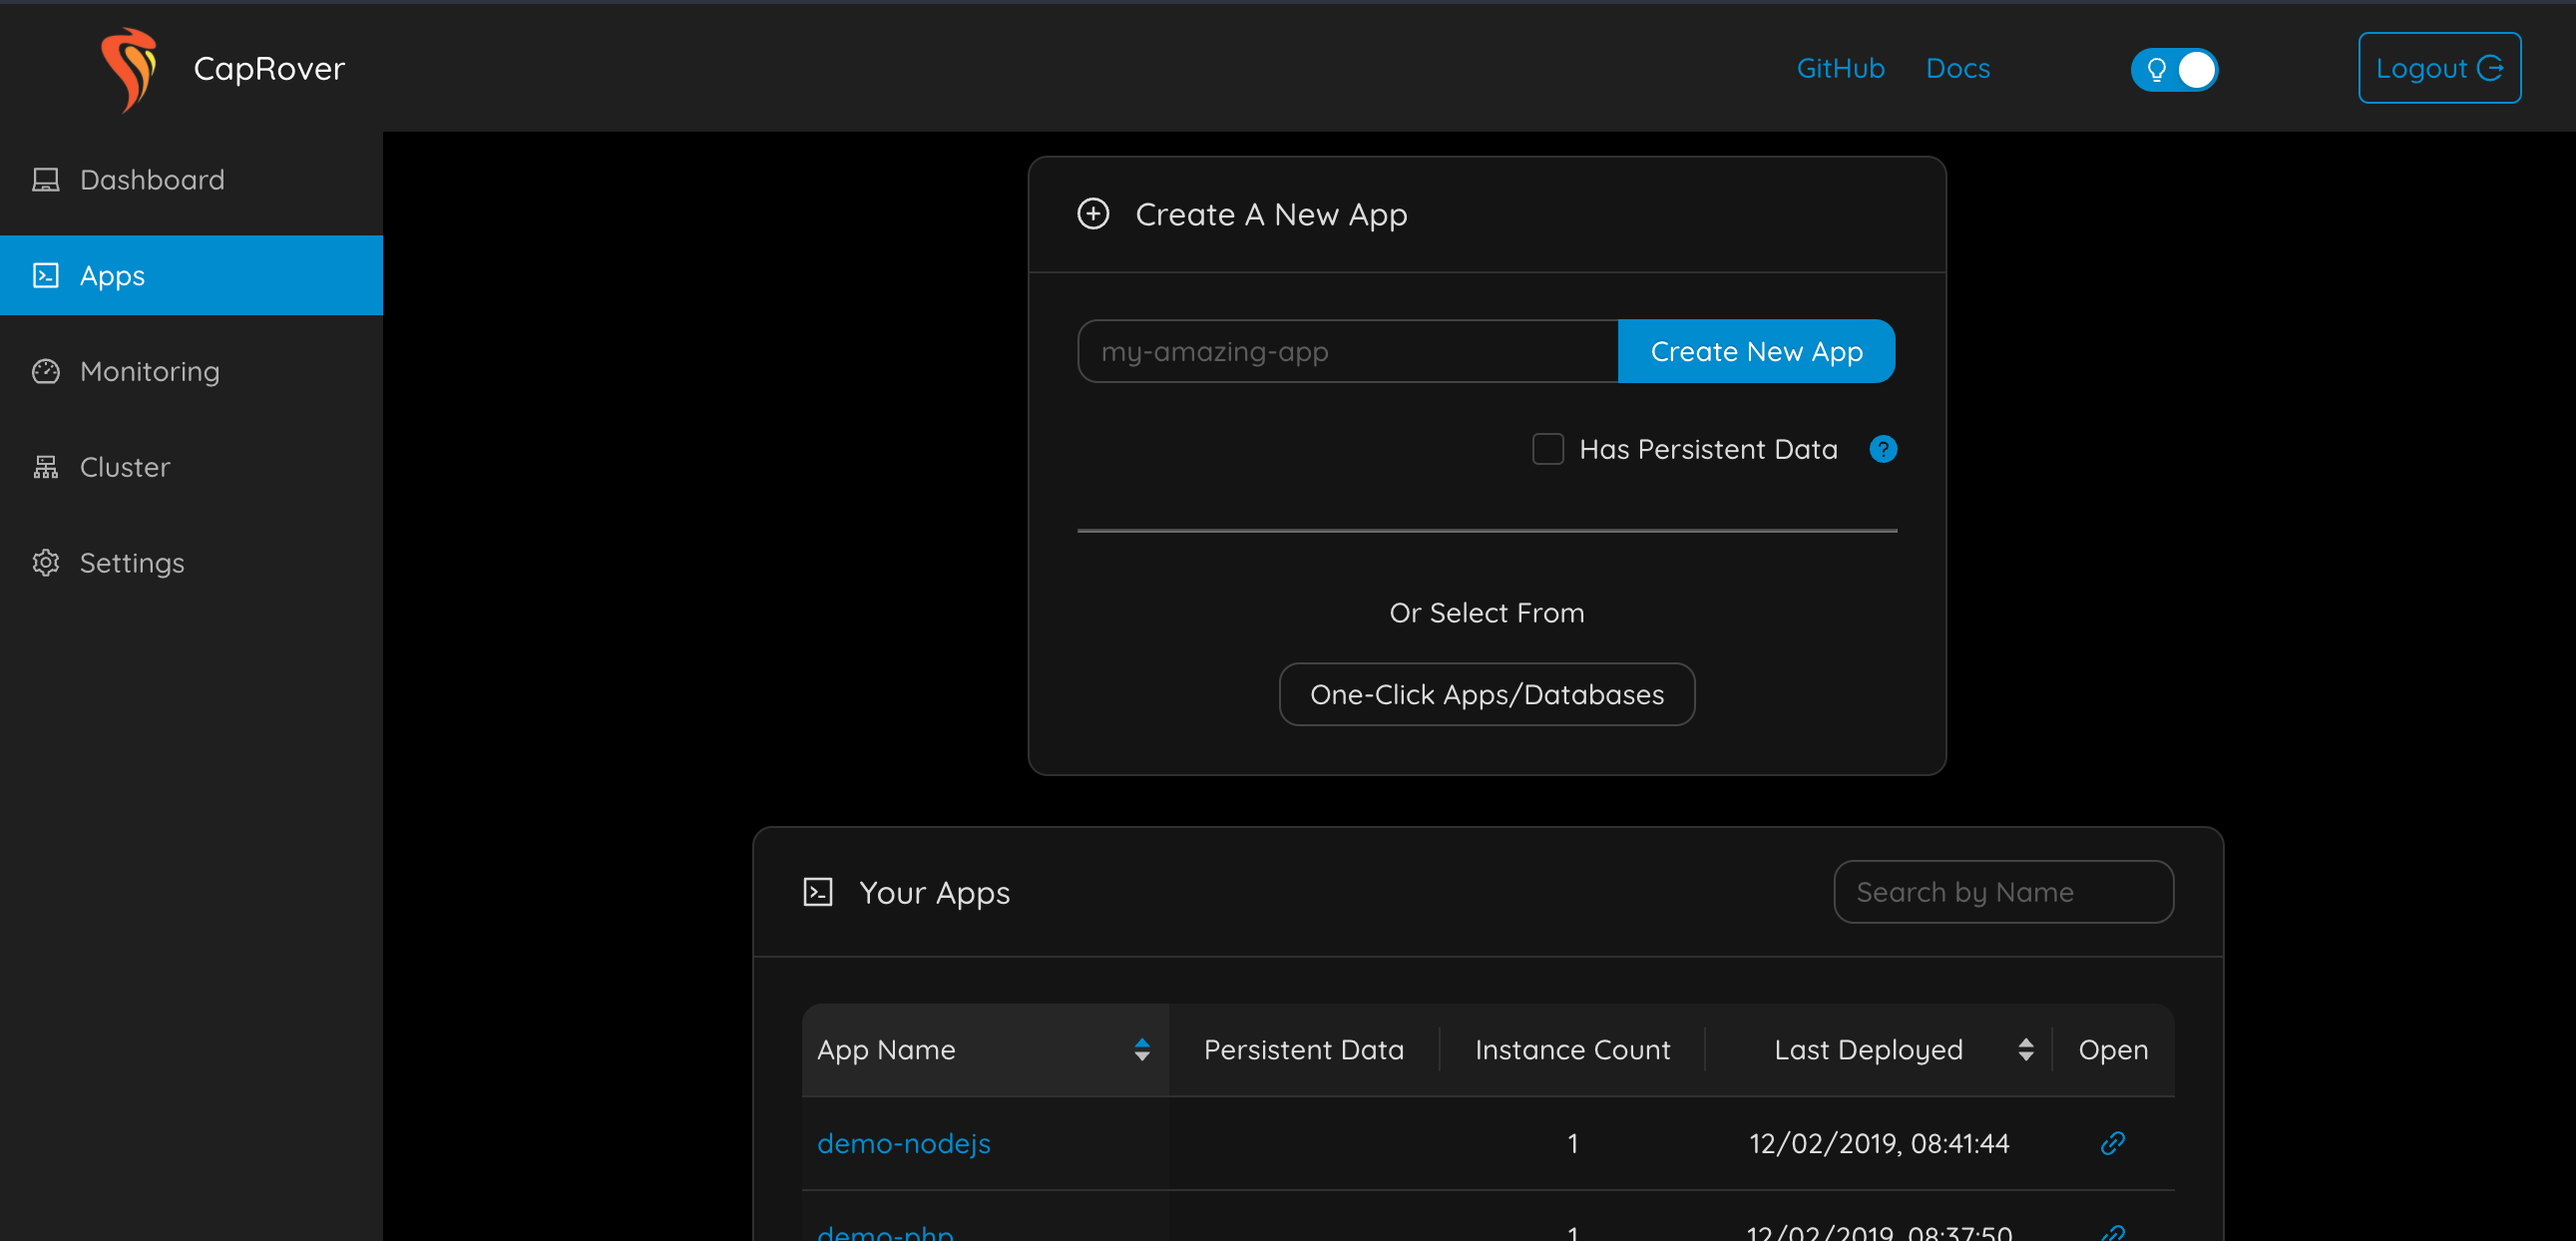 CapRover
GitHub Docs
Logout
Dashboard
Apps
Monitoring
Cluster
Settings
Create A New App
my-amazing-app
Create New App
Has Persistent Data ?
Or Select From
One-Click Apps/Databases
Your Apps
Search by Name
App Name Persistent Data Instance Count Last Deployed Open
demo-nodejs 1 12/02/2019, 08:41:44
demo-php 1 12/02/2019, 08:37:50